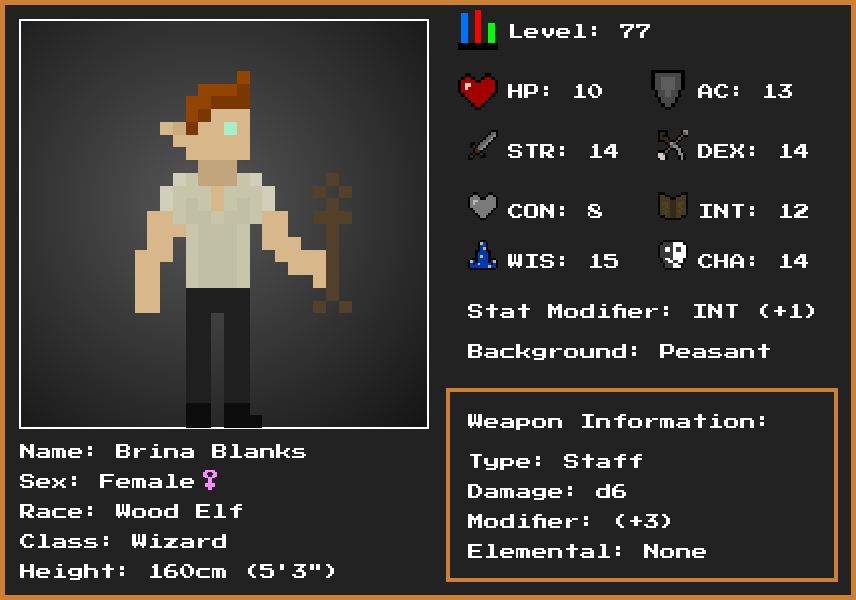 Level: 77
HP: 10
AC: 13
STR: 14
DEX: 14
CON: 8
INT: 12
WIS: 15
CHA: 14
Stat Modifier: INT (+1)
Background: Peasant
Weapon Information:
Type: Staff
Damage: d6
Modifier: (+3)
Elemental: None
Name: Brina Blanks
Sex: Female♀
Race: Wood Elf
Class: Wizard
Height: 160cm (5'3")